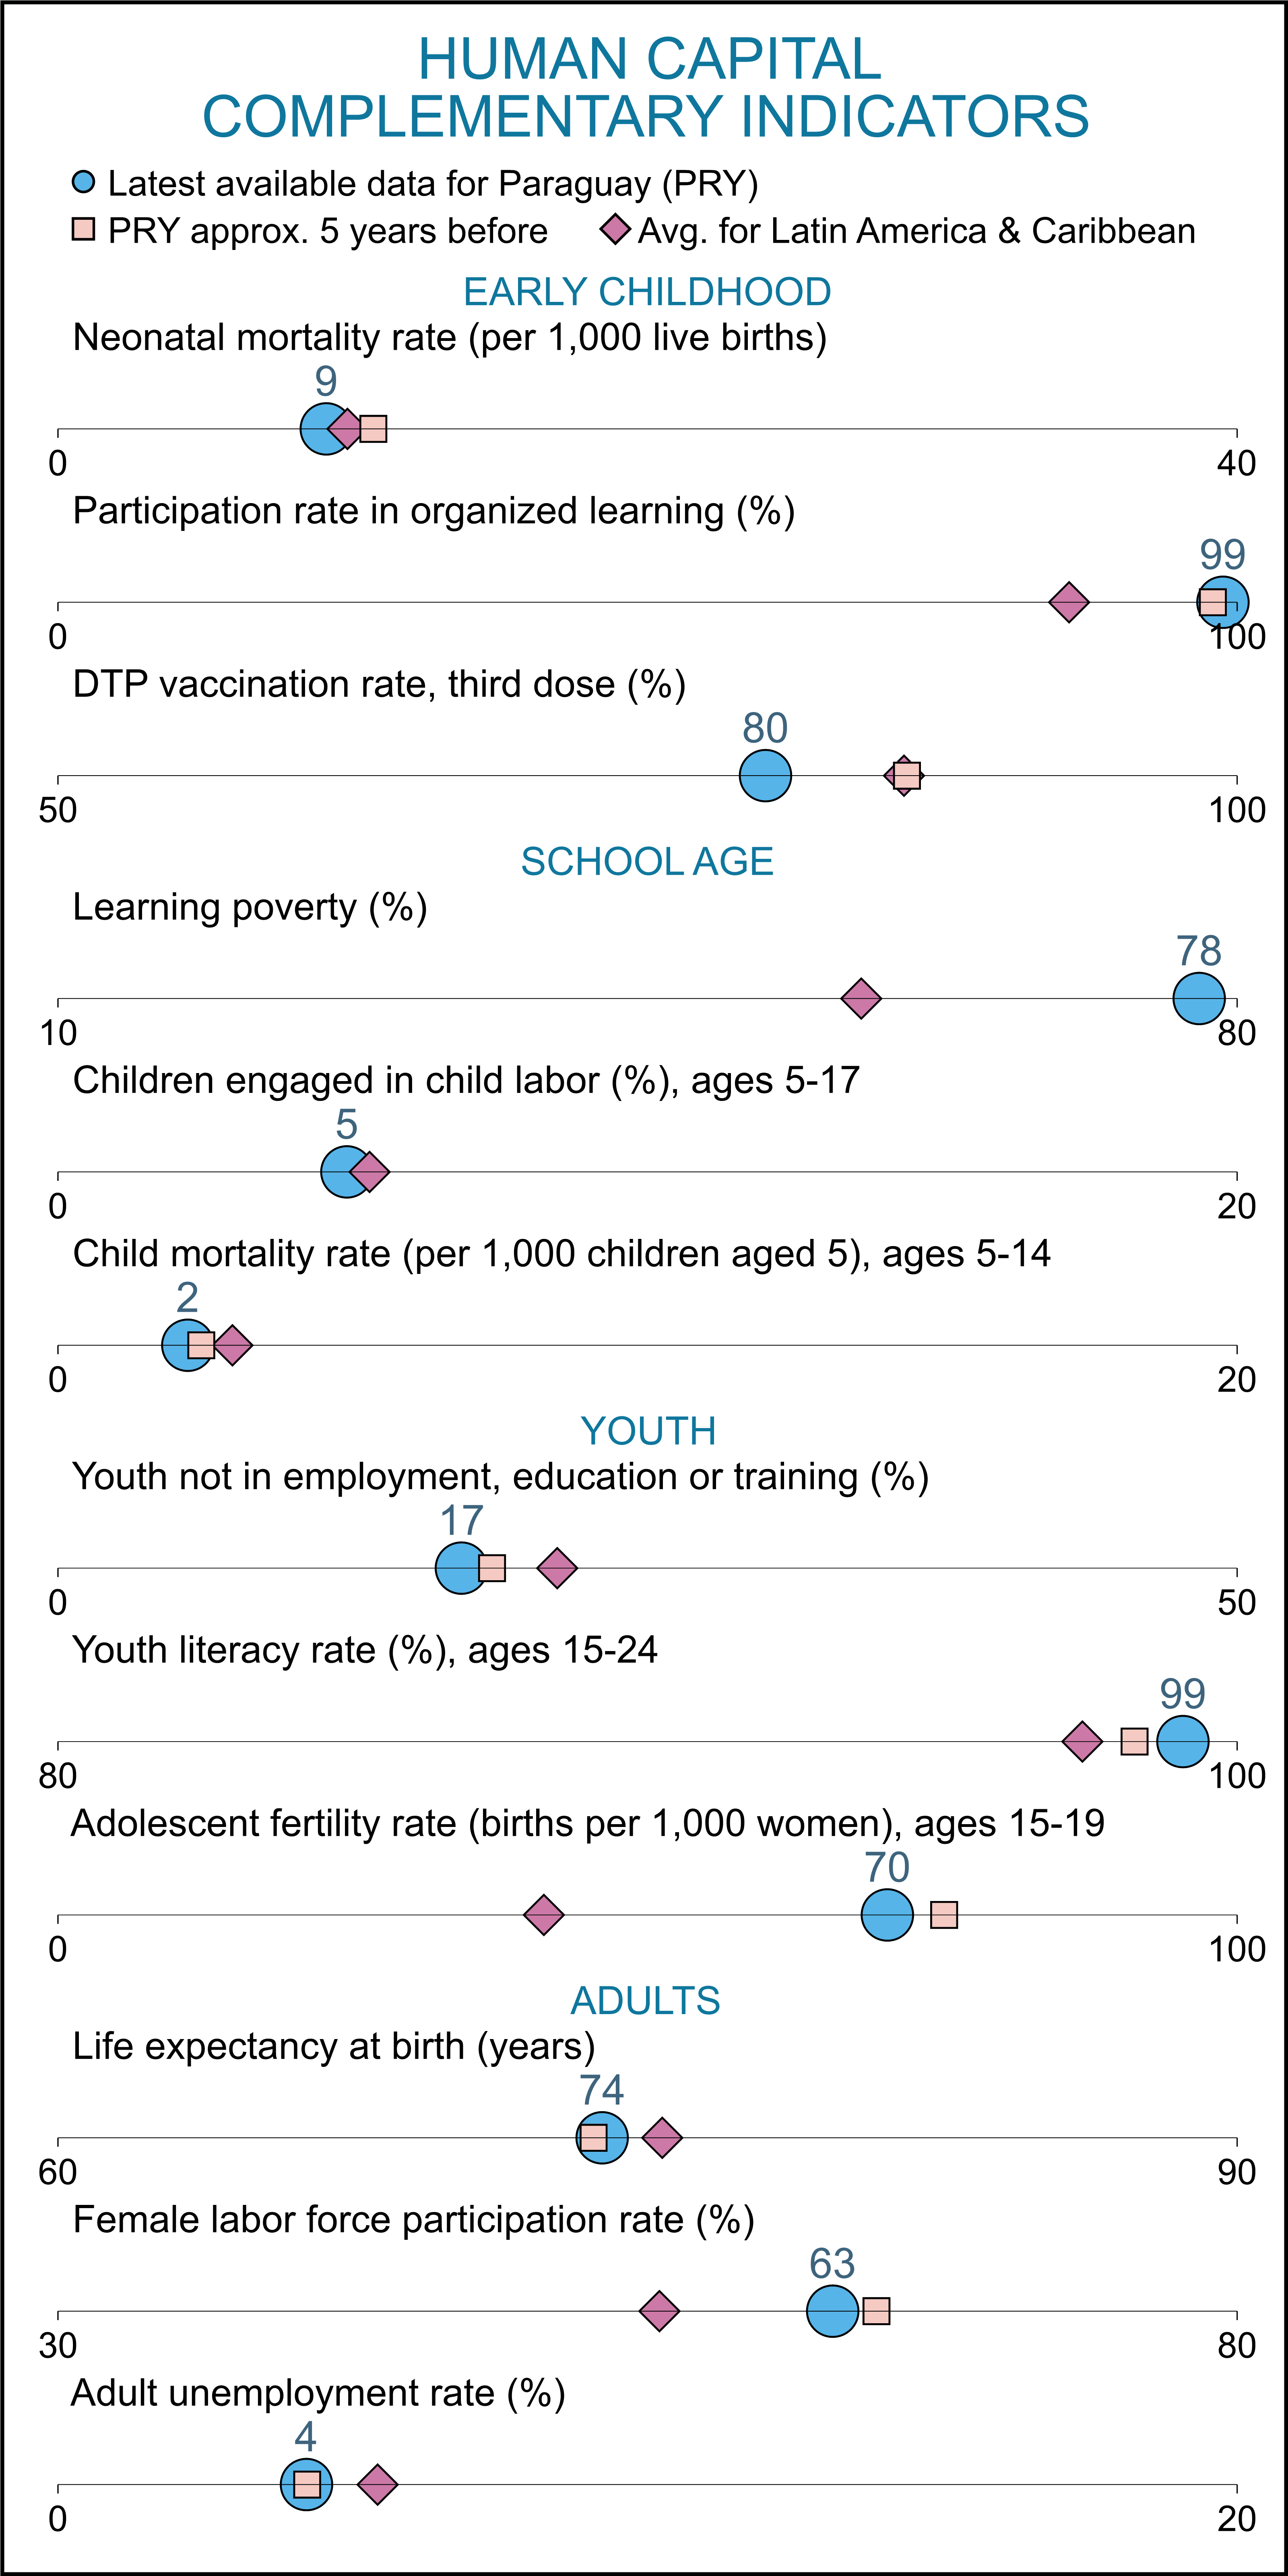 HUMAN CAPITAL
COMPLEMENTARY INDICATORS
Latest available data for Paraguay (PRY)
PRY approx. 5 years before Avg. for Latin America & Caribbean
EARLY CHILDHOOD
Neonatal mortality rate (per 1,000 live births)
9
0 40
Participation rate in organized learning (%)
99
0 100
DTP vaccination rate, third dose (%)
80
50 100
SCHOOL AGE
Learning poverty (%)
78
10 80
Children engaged in child labor (%), ages 5-17
5
0 20
Child mortality rate (per 1,000 children aged 5), ages 5-14
2
0 20
YOUTH
Youth not in employment, education or training (%)
17
0 50
Youth literacy rate (%), ages 15-24
99
80 100
Adolescent fertility rate (births per 1,000 women), ages 15-19
70
0 100
ADULTS
Life expectancy at birth (years)
74
60 90
Female labor force participation rate (%)
63
30 80
Adult unemployment rate (%)
4
0 20